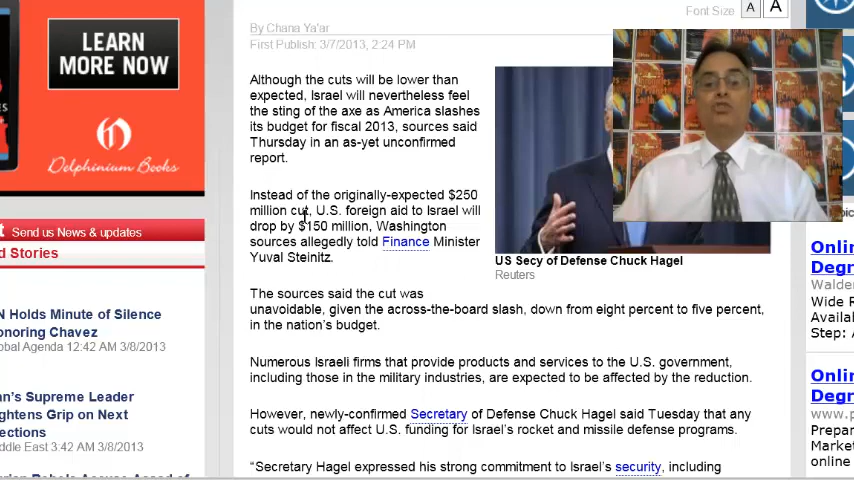 LEARN
MORE NOW
Delphinium Books
Send us News & updates
d Stories
N Holds Minute of Silence
onoring Chavez
obal Agenda 12:42 AM 3/8/2013
an's Supreme Leader
ghtens Grip on Next
ections
ddle East 3:42 AM 3/8/2013
Font Size A A
By Chana Ya'ar
First Publish: 3/7/2013, 2:24 PM
Although the cuts will be lower than
expected, Israel will nevertheless feel
the sting of the axe as America slashes
its budget for fiscal 2013, sources said
Thursday in an as-yet unconfirmed
report.
Instead of the originally-expected $250
million cut, U.S. foreign aid to Israel will
drop by $150 million, Washington
sources allegedly told Finance Minister
Yuval Steinitz.
US Secy of Defense Chuck Hagel
Reuters
The sources said the cut was
unavoidable, given the across-the-board slash, down from eight percent to five percent,
in the nation's budget.
Numerous Israeli firms that provide products and services to the U.S. government,
including those in the military industries, are expected to be affected by the reduction.
However, newly-confirmed Secretary of Defense Chuck Hagel said Tuesday that any
cuts would not affect U.S. funding for Israel's rocket and missile defense programs.
“Secretary Hagel expressed his strong commitment to Israel's security, including
Onlin
Degr
Walde
Wide R
Availa
Step: A
Onlin
Degr
www.p
Prepar
Market
online